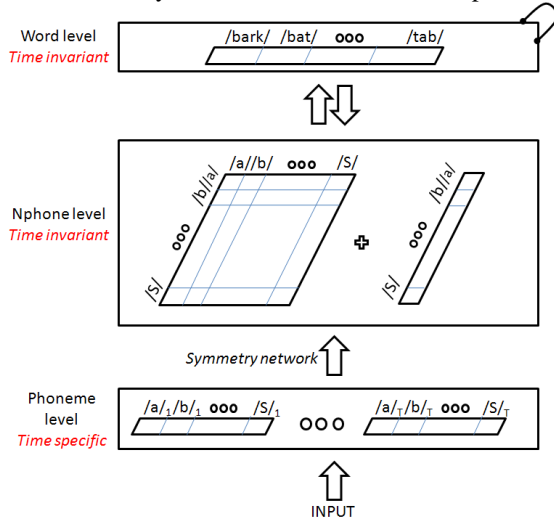 Word level
Time invariant
/bark/ /bat/ ooo /tab/
Nphone level
Time invariant
/a//b/ ooo /S/
/b//a/
ooo
/S/
/b//a/
ooo
/S/
Symmetry network
Phoneme
level
Time specific
/a/₁/b/₁ ooo /S/₁ ooo /a/T/b/T ooo /S/T
INPUT